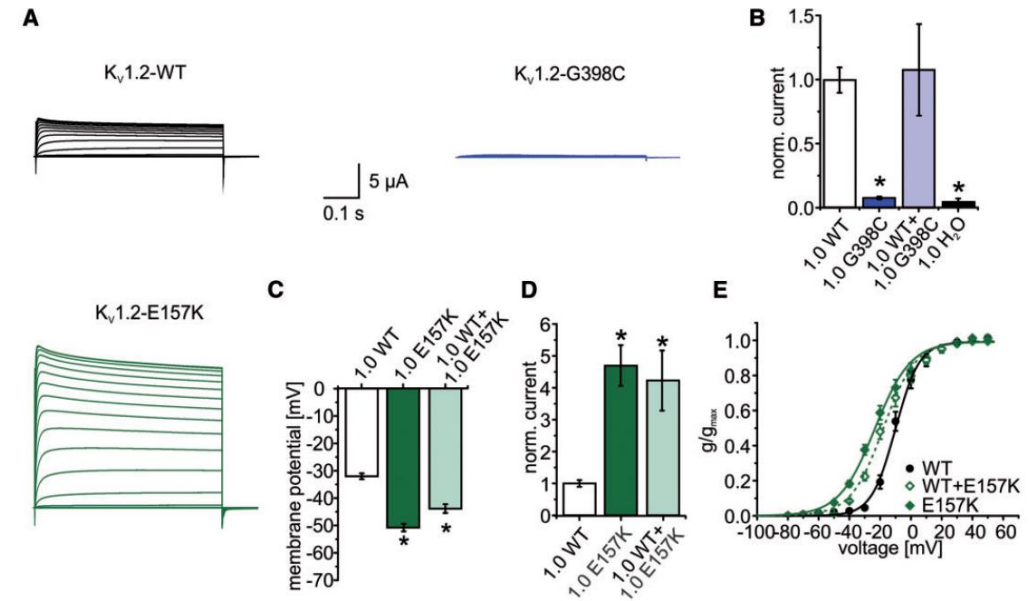 A
K_V1.2-WT
K_V1.2-G398C
5 µA
0.1 s
B
norm. current
1.5
1.0
0.5
0.0
1.0 WT
1.0 G398C
1.0 WT+
1.0 G398C
1.0 H₂O
*
*
K_V1.2-E157K
C
1.0 WT
1.0 E157K
1.0 WT+
1.0 E157K
membrane potential [mV]
0
-10
-20
-30
-40
-50
-60
-70
*
*
D
norm. current
6
5
4
3
2
1
0
*
*
1.0 WT
1.0 E157K
1.0 WT+
1.0 E157K
E
g/g_max
1.0
0.8
0.6
0.4
0.2
0.0
WT
WT+E157K
E157K
-100 -80 -60 -40 -20 0 20 40 60
voltage [mV]